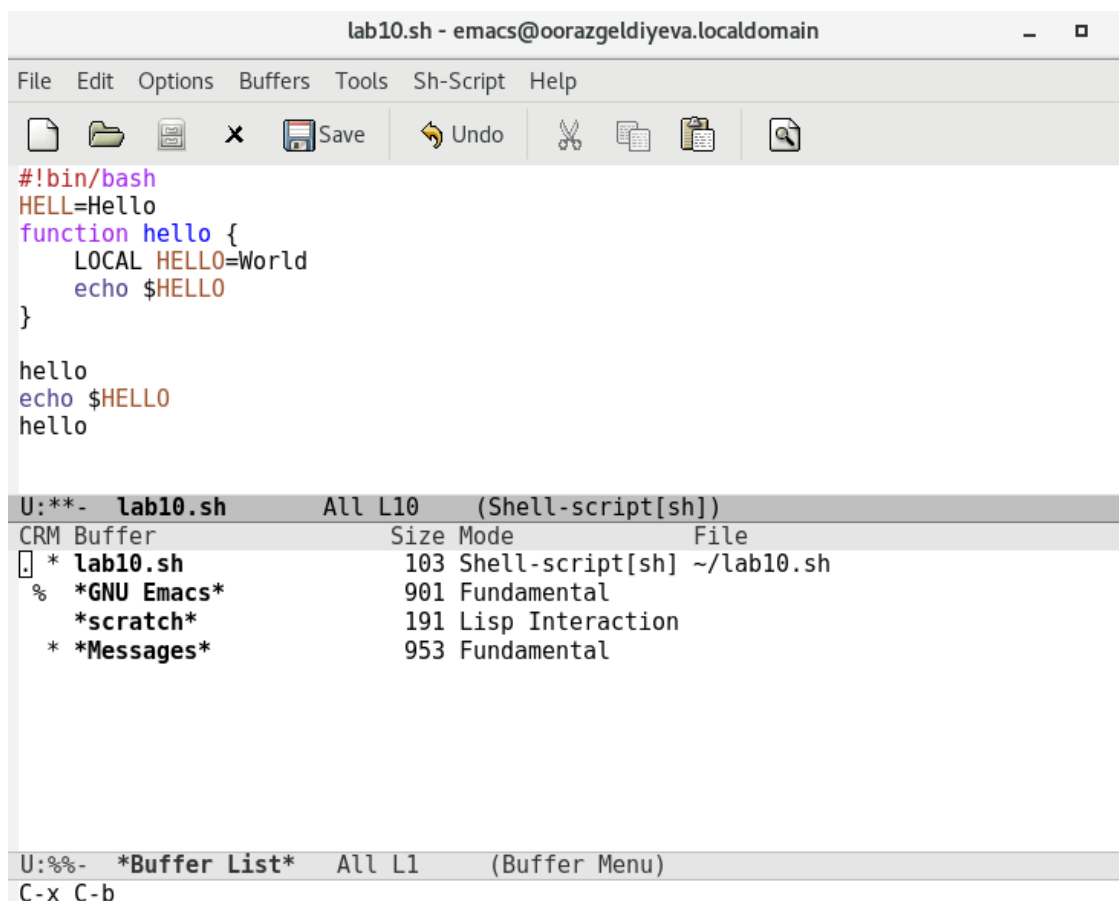 lab10.sh - emacs@oorazgeldiyeva.localdomain
File Edit Options Buffers Tools Sh-Script Help
Save Undo
#!bin/bash
HELL=Hello
function hello {
    LOCAL HELLO=World
    echo $HELLO
}
hello
echo $HELLO
hello
U:**-  lab10.sh       All L10    (Shell-script[sh])
CRM Buffer                 Size Mode             File
. * lab10.sh                103 Shell-script[sh] ~/lab10.sh
 %  *GNU Emacs*             901 Fundamental
    *scratch*               191 Lisp Interaction
  * *Messages*              953 Fundamental
U:%%-  *Buffer List*   All L1     (Buffer Menu)
C-x C-b